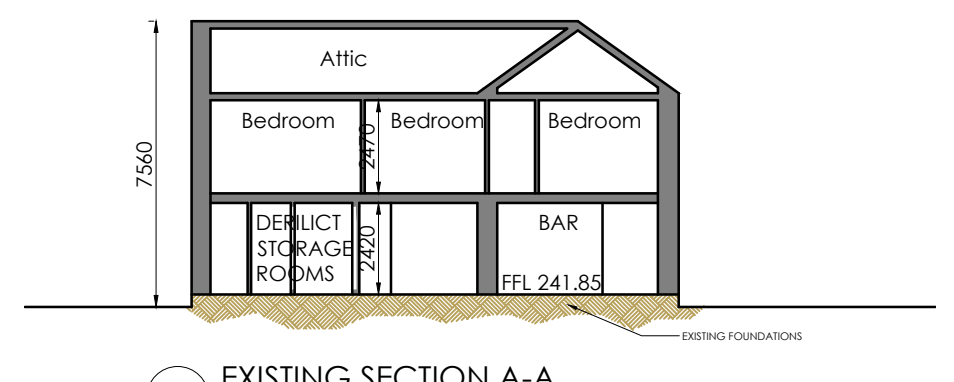 Attic
Bedroom
Bedroom
Bedroom
2470
7560
DERILICT
STORAGE
ROOMS
2420
BAR
FFL 241.85
EXISTING FOUNDATIONS
EXISTING SECTION A-A